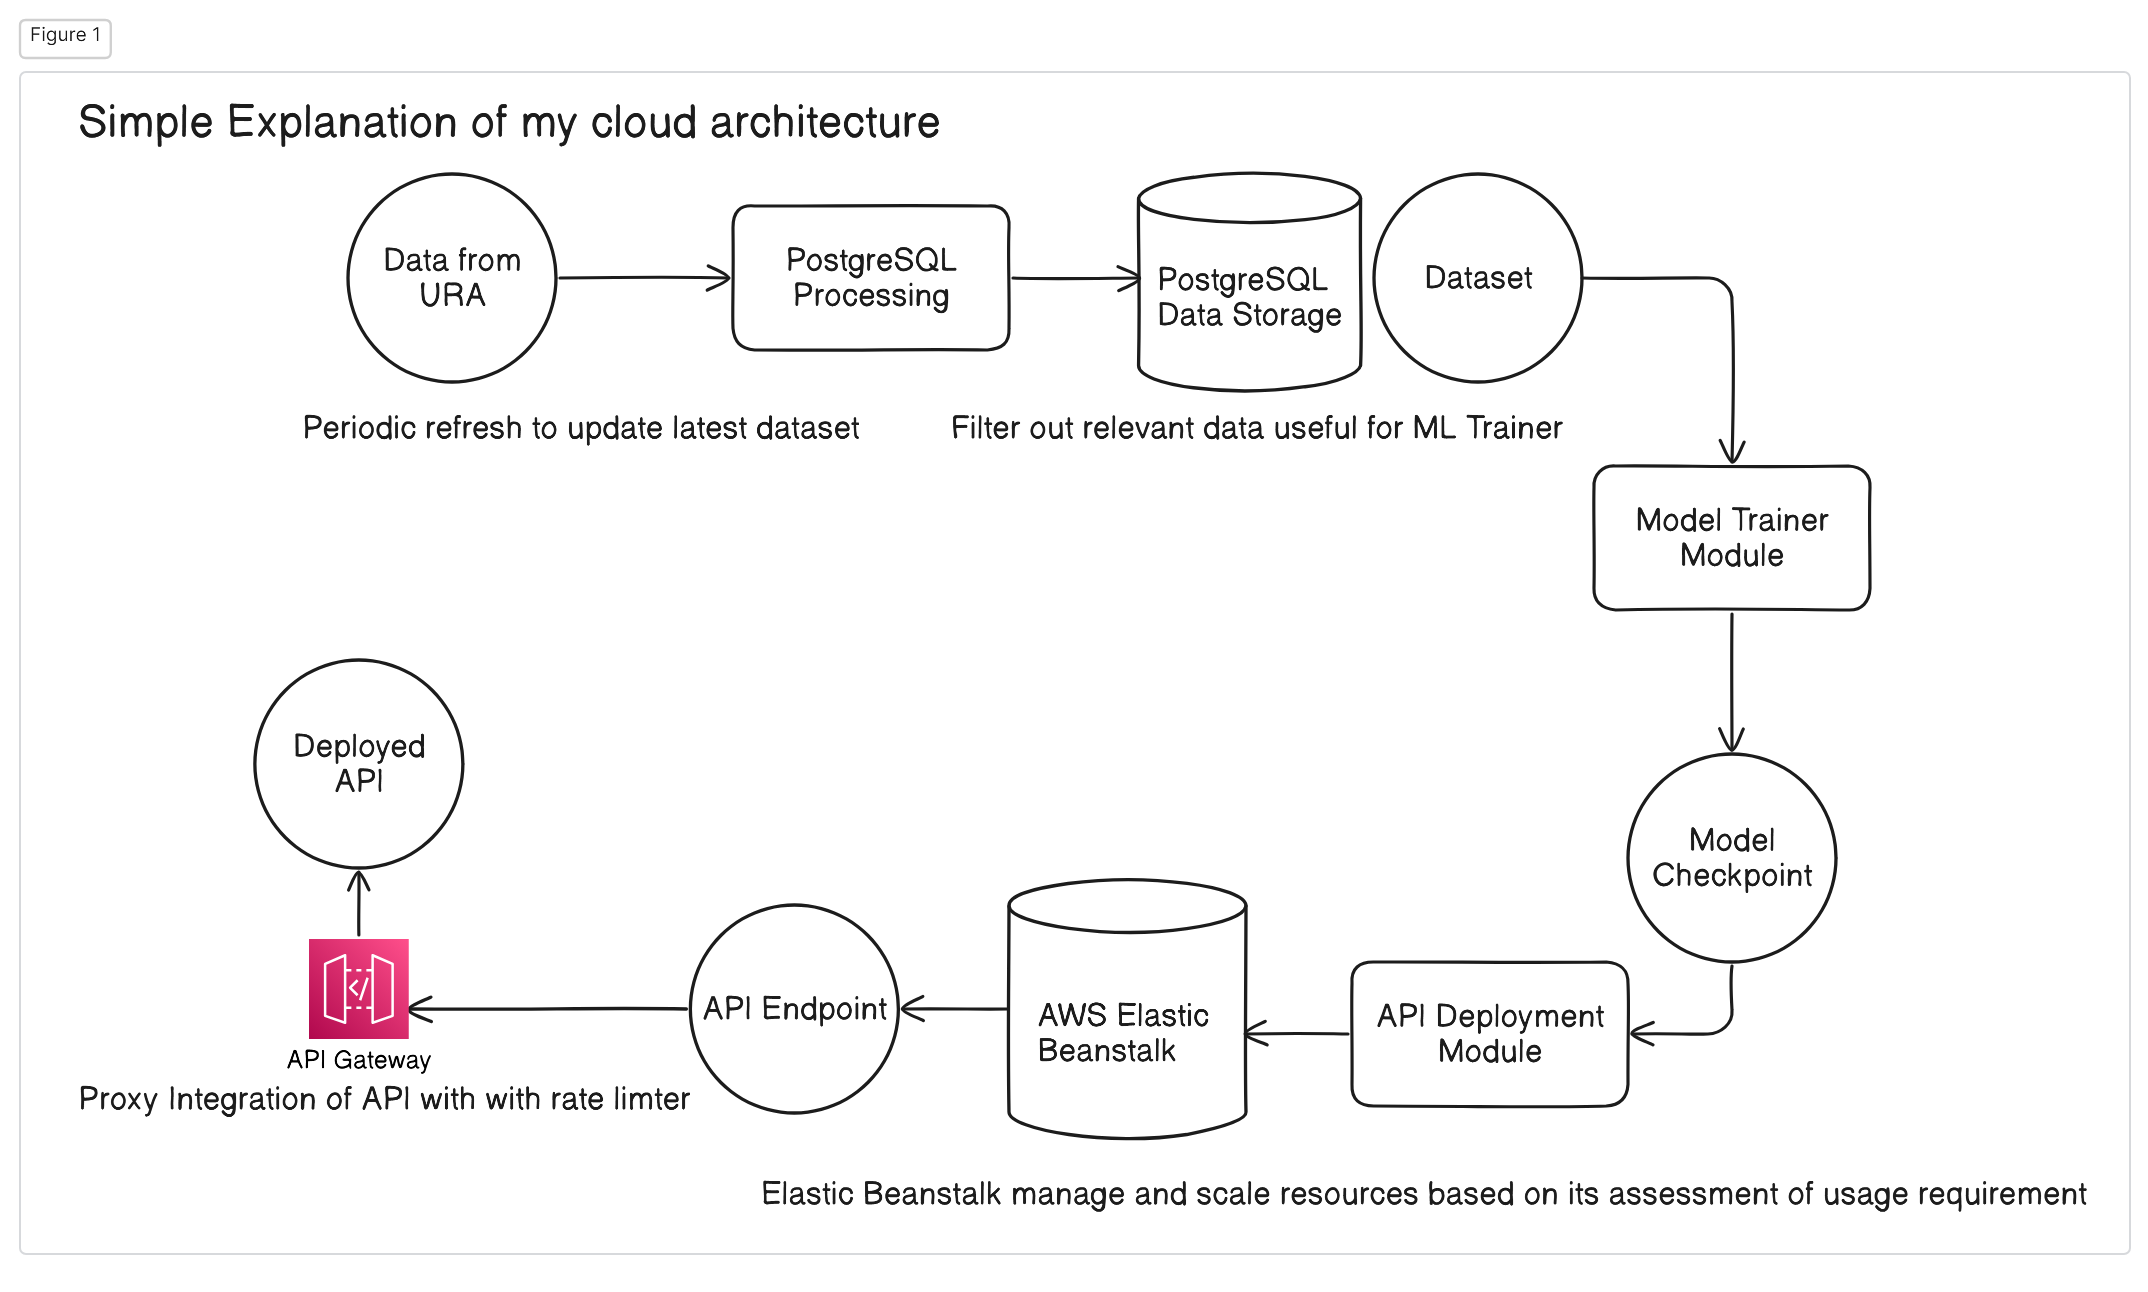 Figure 1
Simple Explanation of my cloud architecture
Data from
URA
PostgreSQL
Processing
PostgreSQL
Data Storage
Dataset
Periodic refresh to update latest dataset
Filter out relevant data useful for ML Trainer
Model Trainer
Module
Model
Checkpoint
API Deployment
Module
AWS Elastic
Beanstalk
API Endpoint
Deployed
API
API Gateway
Proxy Integration of API with with rate limter
Elastic Beanstalk manage and scale resources based on its assessment of usage requirement